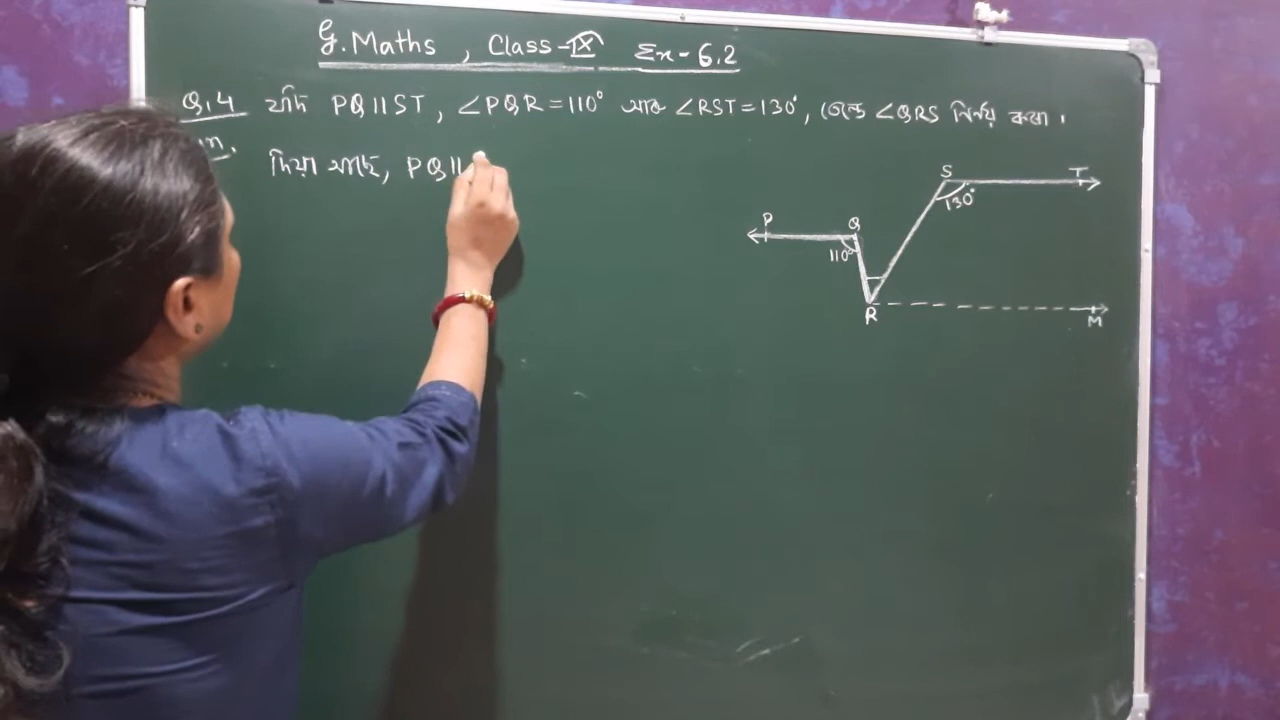 G. Maths, Class-IX Ex-6.2
Q.4 যদি PQ||ST, ∠PQR=110° আৰু ∠RST=130°, তেন্তে ∠QRS নিৰ্ণয় কৰা।
দিয়া আছে, PQ||
S T
130°
P Q
110°
R M